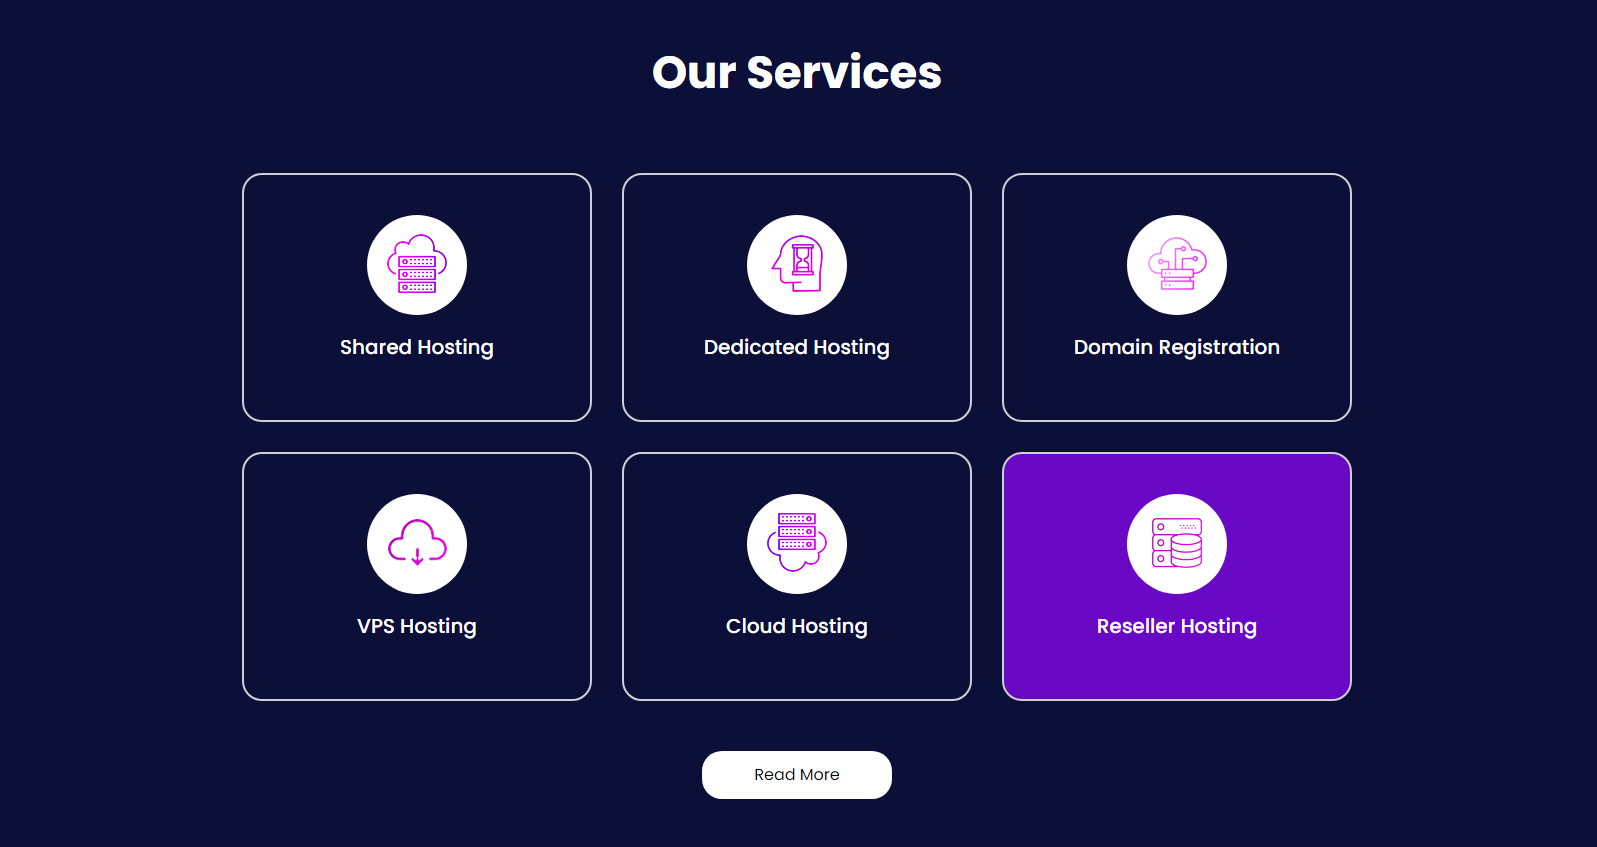 Our Services
Shared Hosting
Dedicated Hosting
Domain Registration
VPS Hosting
Cloud Hosting
Reseller Hosting
Read More